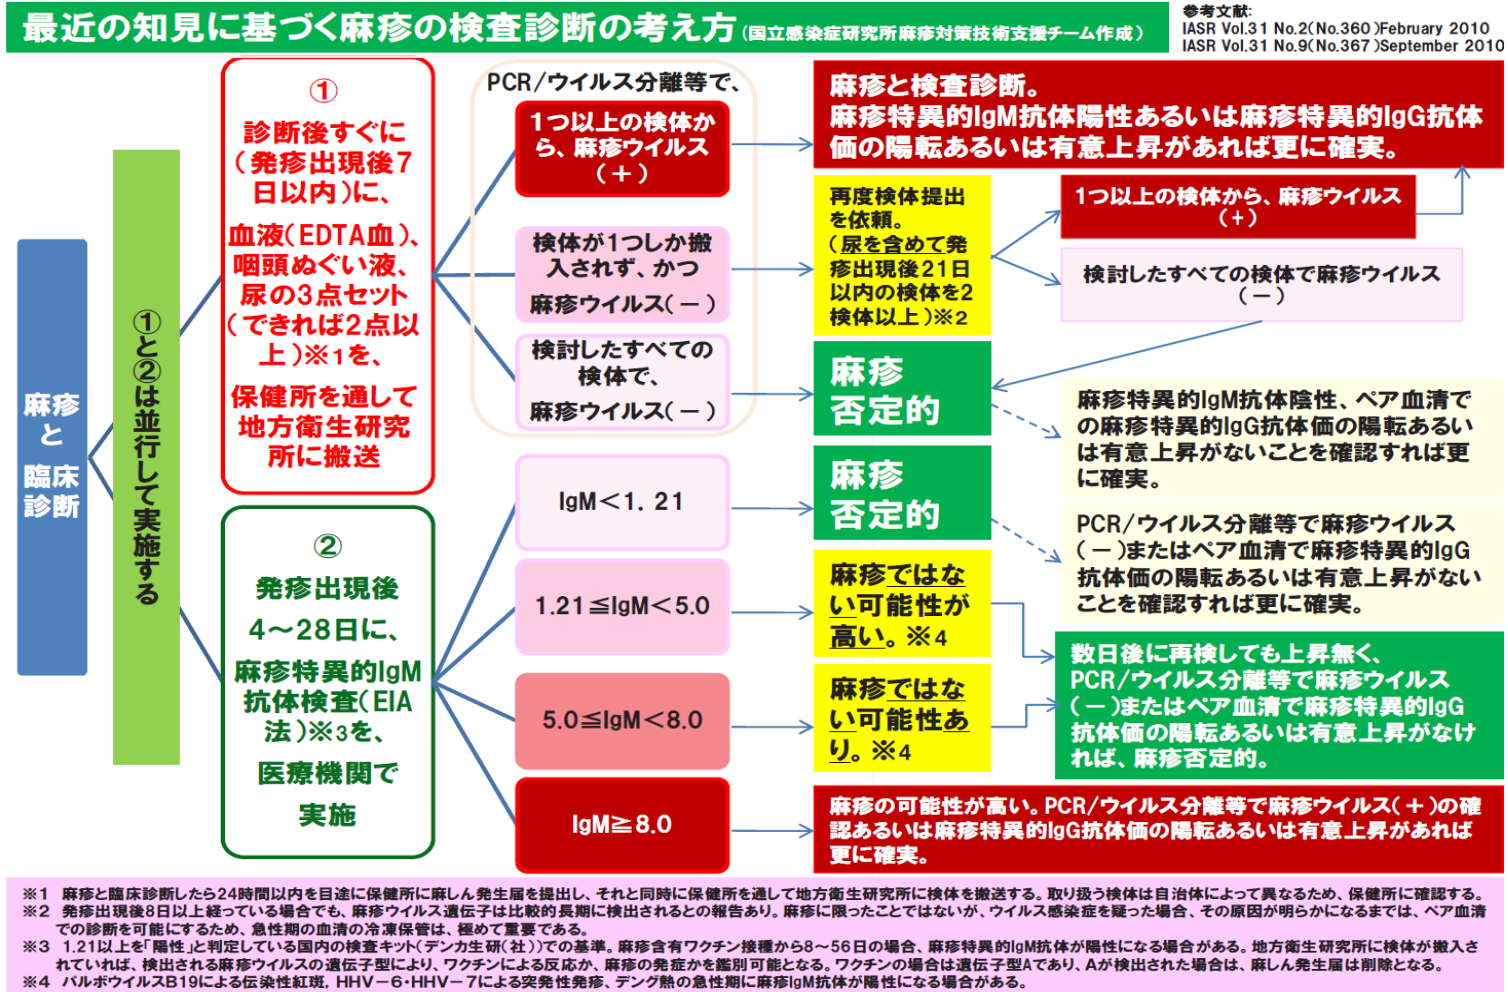 最近の知見に基づく麻疹の検査診断の考え方(国立感染症研究所麻疹対策技術支援チーム作成)
参考文献:
IASR Vol.31 No.2(No.360)February 2010
IASR Vol.31 No.9(No.367)September 2010
麻疹
と
臨床
診断
①と②は並行して実施する
①
診断後すぐに
(発疹出現後7
日以内)に、
血液(EDTA血)、
咽頭ぬぐい液、
尿の3点セット
(できれば2点以
上)※1を、
保健所を通して
地方衛生研究
所に搬送
PCR/ウイルス分離等で、
1つ以上の検体か
ら、麻疹ウイルス
(+)
検体が1つしか搬
入されず、かつ
麻疹ウイルス(-)
検討したすべての
検体で、
麻疹ウイルス(-)
麻疹と検査診断。
麻疹特異的IgM抗体陽性あるいは麻疹特異的IgG抗体
価の陽転あるいは有意上昇があれば更に確実。
再度検体提出
を依頼。
(尿を含めて発
疹出現後21日
以内の検体を2
検体以上)※2
1つ以上の検体から、麻疹ウイルス
(+)
検討したすべての検体で麻疹ウイルス
(-)
麻疹
否定的
麻疹特異的IgM抗体陰性、ペア血清で
の麻疹特異的IgG抗体価の陽転あるい
は有意上昇がないことを確認すれば更
に確実。
②
発疹出現後
4~28日に、
麻疹特異的IgM
抗体検査(EIA
法)※3を、
医療機関で
実施
IgM<1.21
1.21≦IgM<5.0
5.0≦IgM<8.0
IgM≧8.0
麻疹
否定的
PCR/ウイルス分離等で麻疹ウイルス
(-)またはペア血清で麻疹特異的IgG
抗体価の陽転あるいは有意上昇がない
ことを確認すれば更に確実。
麻疹ではな
い可能性が
高い。※4
麻疹ではな
い可能性あ
り。※4
数日後に再検しても上昇無く、
PCR/ウイルス分離等で麻疹ウイルス
(-)またはペア血清で麻疹特異的IgG
抗体価の陽転あるいは有意上昇がなけ
れば、麻疹否定的。
麻疹の可能性が高い。PCR/ウイルス分離等で麻疹ウイルス(+)の確
認あるいは麻疹特異的IgG抗体価の陽転あるいは有意上昇があれば
更に確実。
※1 麻疹と臨床診断したら24時間以内を目途に保健所に麻しん発生届を提出し、それと同時に保健所を通して地方衛生研究所に検体を搬送する。取り扱う検体は自治体によって異なるため、保健所に確認する。
※2 発疹出現後8日以上経っている場合でも、麻疹ウイルス遺伝子は比較的長期に検出されるとの報告あり。麻疹に限ったことではないが、ウイルス感染症を疑った場合、その原因が明らかになるまでは、ペア血清
での診断を可能にするため、急性期の血清の冷凍保管は、極めて重要である。
※3 1.21以上を「陽性」と判定している国内の検査キット(デンカ生研(社))での基準。麻疹含有ワクチン接種から8~56日の場合、麻疹特異的IgM抗体が陽性になる場合がある。地方衛生研究所に検体が搬入さ
れていれば、検出される麻疹ウイルスの遺伝子型により、ワクチンによる反応か、麻疹の発症かを鑑別可能となる。ワクチンの場合は遺伝子型Aであり、Aが検出された場合は、麻しん発生届は削除となる。
※4 パルボウイルスB19による伝染性紅斑,HHV-6・HHV-7による突発性発疹、デング熱の急性期に麻疹IgM抗体が陽性になる場合がある。